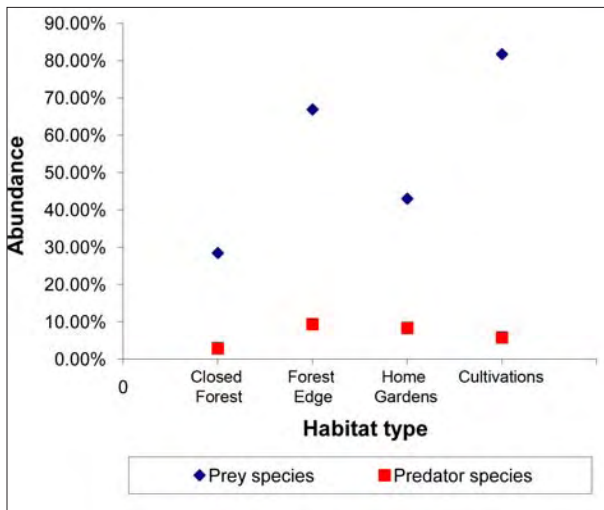 90.00%
80.00%
70.00%
60.00%
50.00%
40.00%
30.00%
20.00%
10.00%
0.00%
Abundance
0
Closed
Forest
Forest
Edge
Home
Gardens
Cultivations
Habitat type
Prey species
Predator species